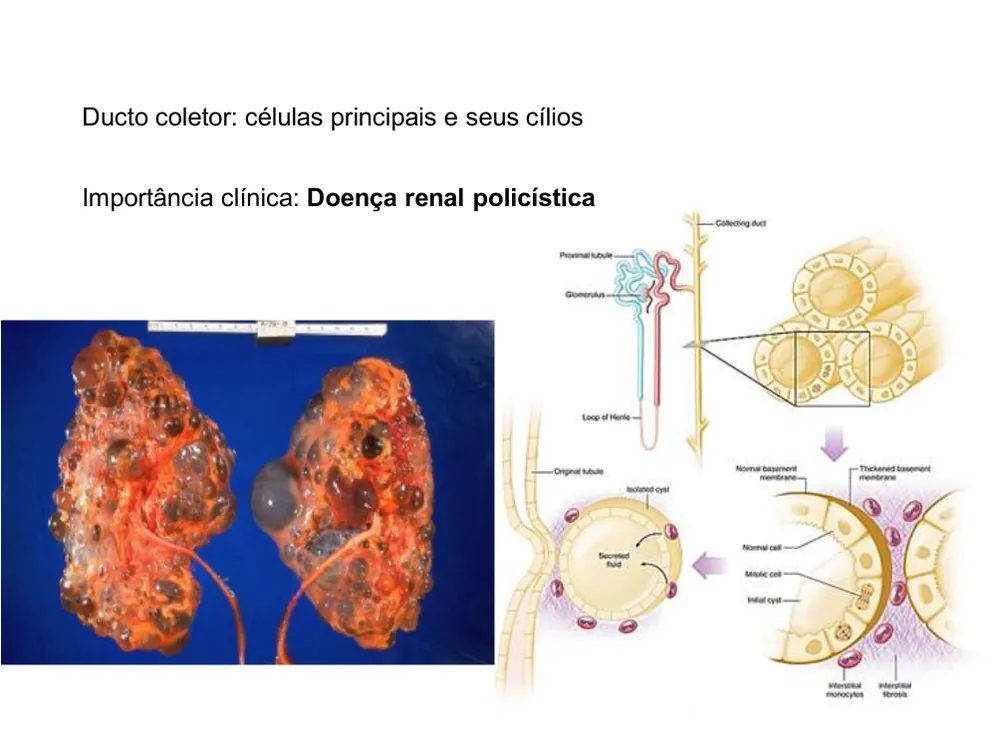 Ducto coletor: células principais e seus cílios
Importância clínica: Doença renal policística
Collecting duct
Proximal tubule
Glomerulus
Loop of Henle
Original tubule
Isolated cyst
Secreted
fluid
Normal basement
membrane
Thickened basement
membrane
Normal cell
Mitotic cell
Initial cyst
Interstitial
monocytes
Interstitial
fibrosis